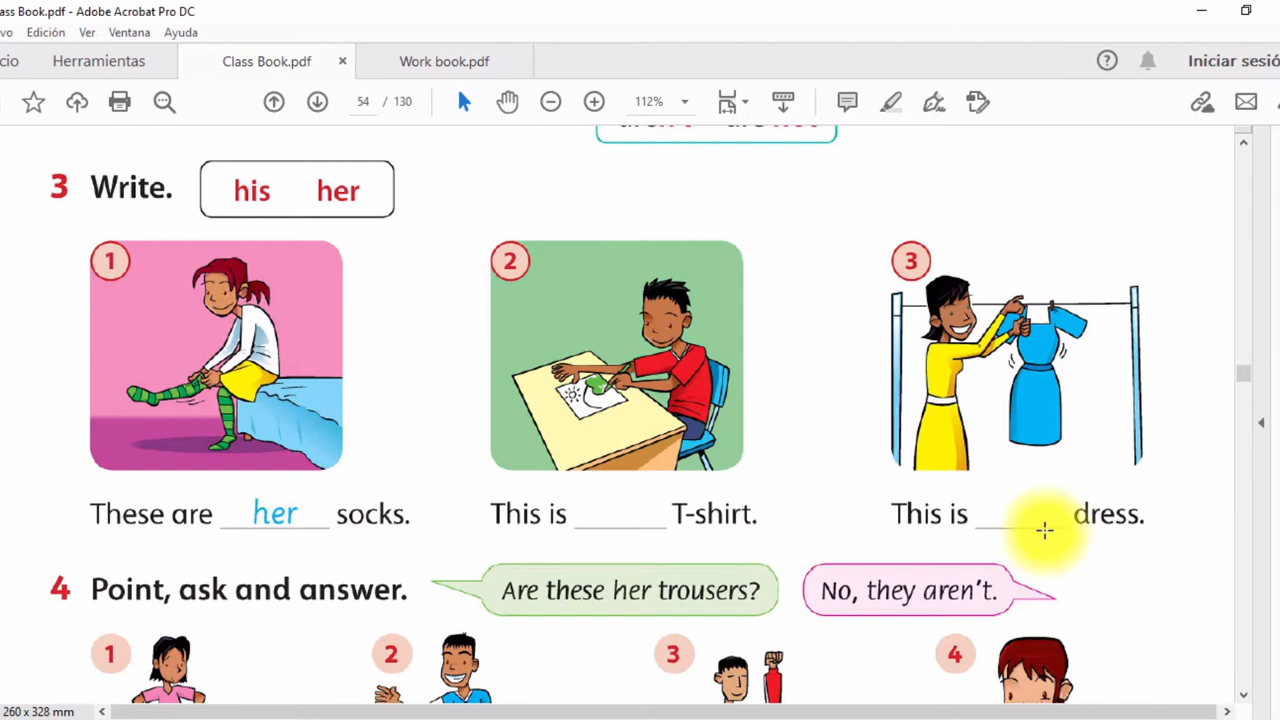 ass Book.pdf - Adobe Acrobat Pro DC
vo Edición Ver Ventana Ayuda
cio Herramientas Class Book.pdf × Work book.pdf ? Iniciar sesió
54 / 130 112%
3 Write. his her
1 2 3
These are her socks. This is ______ T-shirt. This is ______ dress.
4 Point, ask and answer. Are these her trousers? No, they aren't.
1 2 3 4
260 x 328 mm